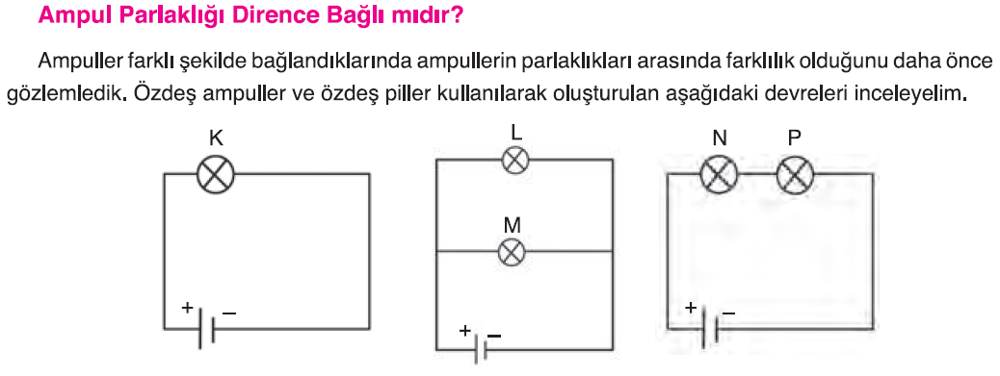 Ampul Parlaklığı Dirence Bağlı mıdır?
Ampuller farklı şekilde bağlandıklarında ampullerin parlaklıkları arasında farklılık olduğunu daha önce
gözlemledik. Özdeş ampuller ve özdeş piller kullanılarak oluşturulan aşağıdaki devreleri inceleyelim.
K
L
M
N P
+ –
+ –
+ –